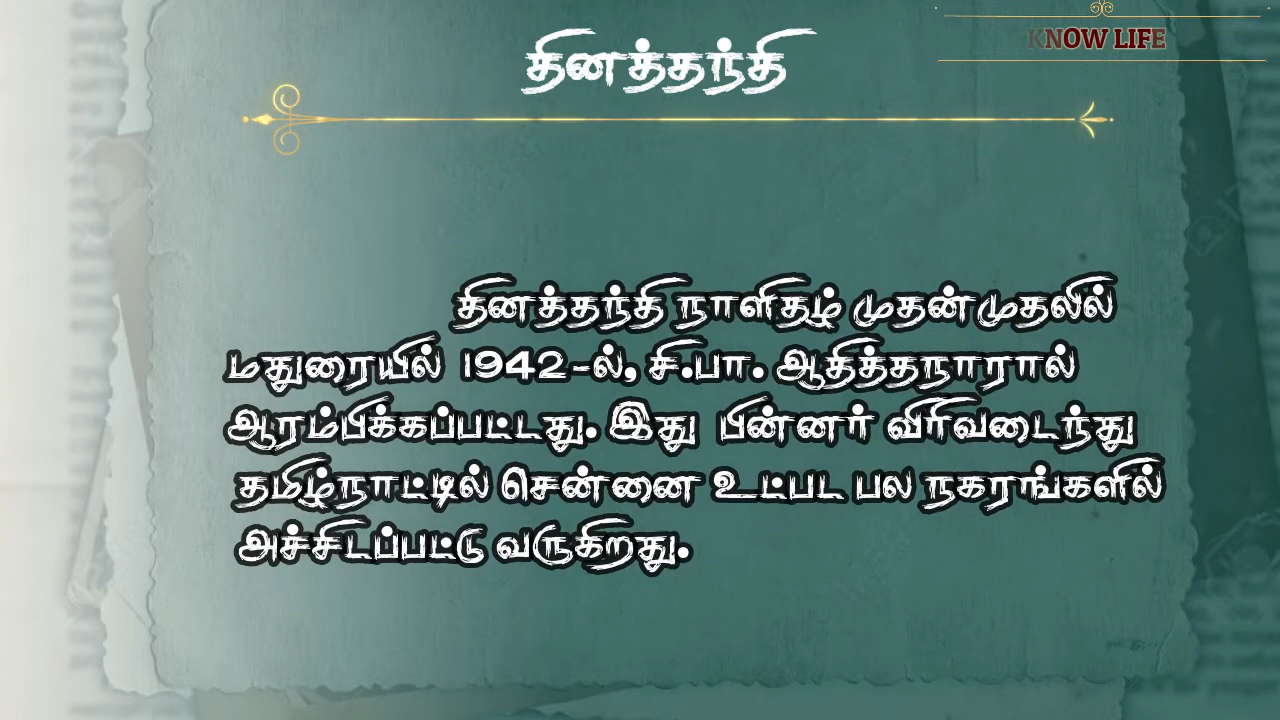 KNOW LIFE
தினத்தந்தி
தினத்தந்தி நாளிதழ் முதன்முதலில்
மதுரையில் 1942-ல், சி.பா. ஆதித்தநாரால்
ஆரம்பிக்கப்பட்டது. இது பின்னர் விரிவடைந்து
தமிழ்நாட்டில் சென்னை உட்பட பல நகரங்களில்
அச்சிடப்பட்டு வருகிறது.